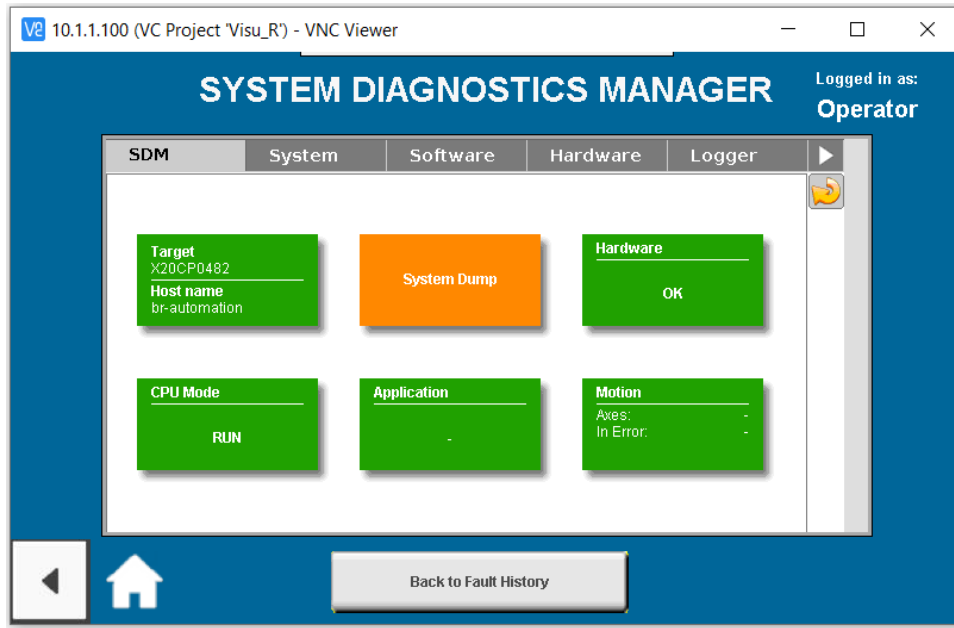 V2 10.1.1.100 (VC Project 'Visu_R') - VNC Viewer
SYSTEM DIAGNOSTICS MANAGER
Logged in as:
Operator
SDM
System
Software
Hardware
Logger
Target
X20CP0482
Host name
br-automation
System Dump
Hardware
OK
CPU Mode
RUN
Application
-
Motion
Axes: -
In Error: -
Back to Fault History